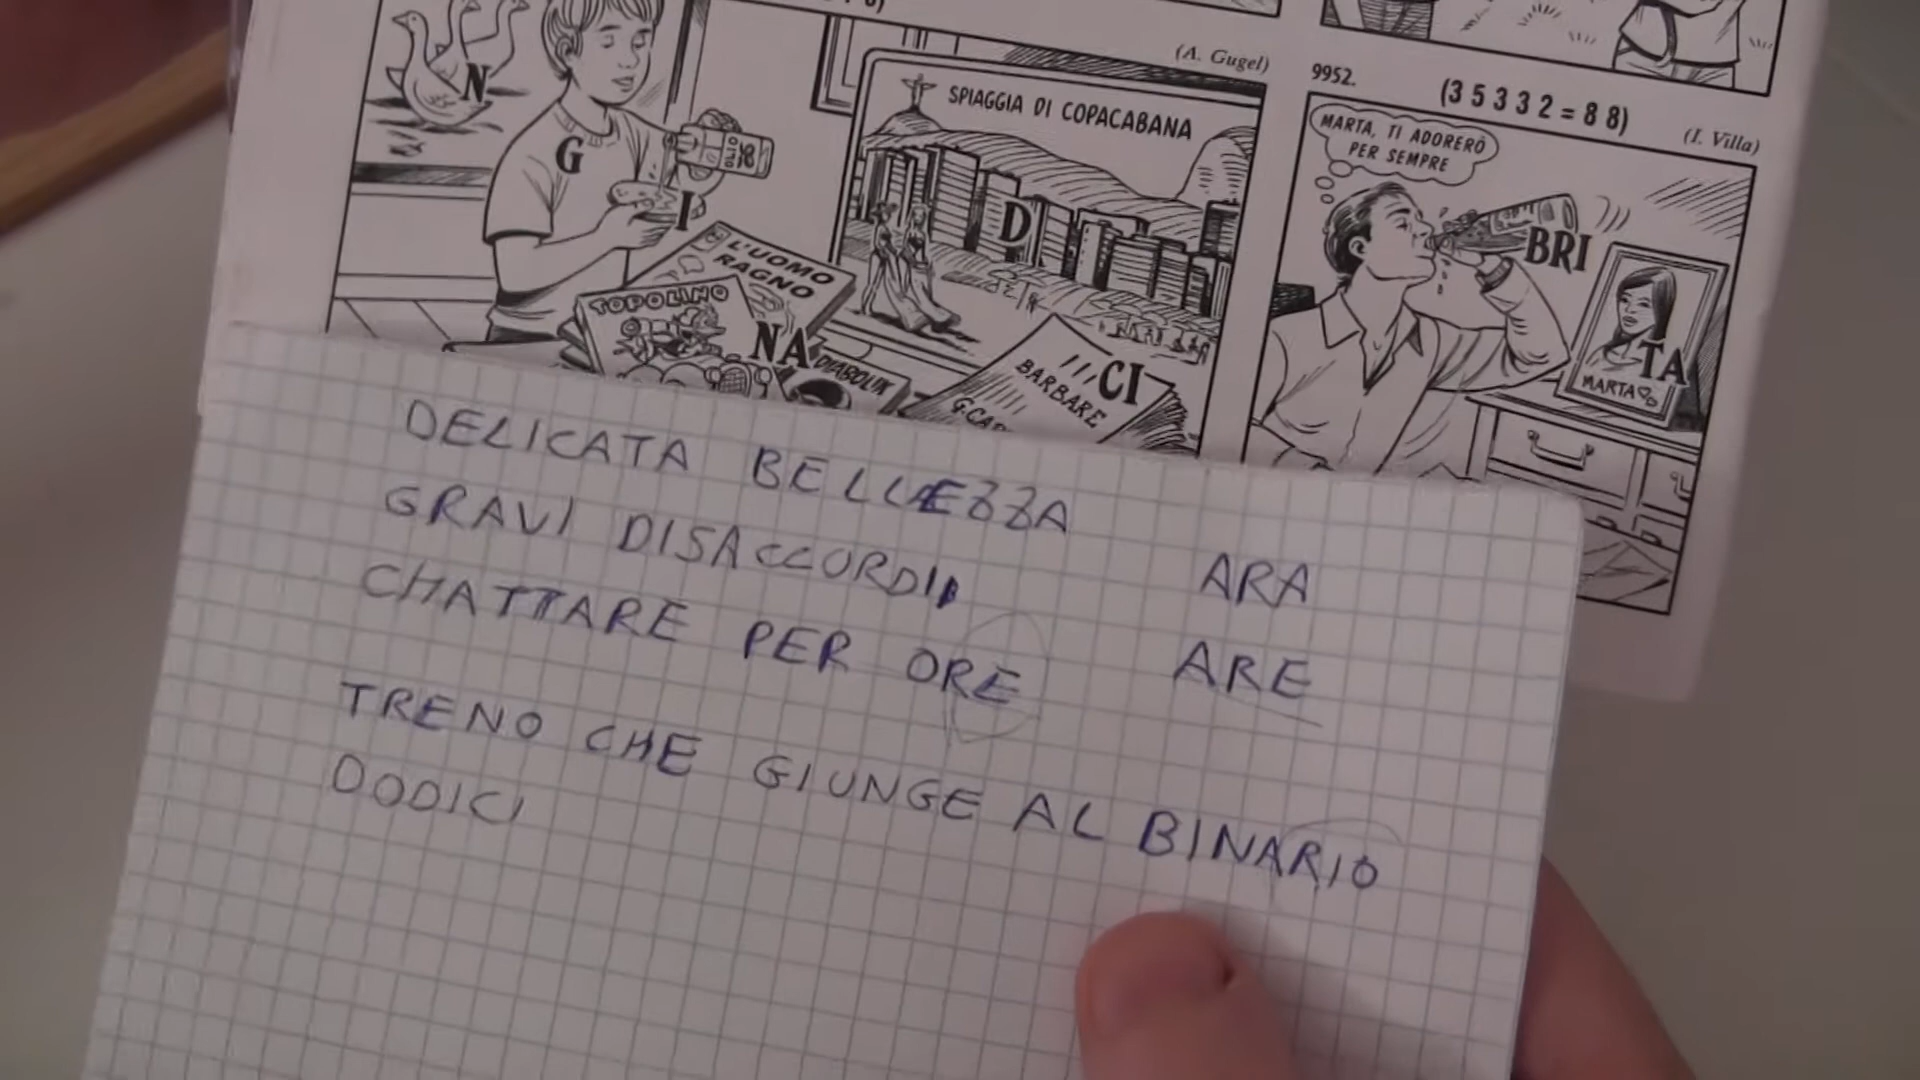 (A. Gugel)
N
G
OLIO
I
SPIAGGIA DI COPACABANA
D
L'UOMO
RAGNO
TOPOLINO
NA
DIABOLIK
CI
BARBARE
9952.
(3 5 3 3 2 = 8 8)
(I. Villa)
MARTA, TI ADORERÒ
PER SEMPRE
BRI
TA
MARTA
DELICATA BELLEZZA
GRAVI DISACCORDI
CHATTARE PER ORE
TRENO CHE GIUNGE AL BINARIO
DODICI
ARA
ARE